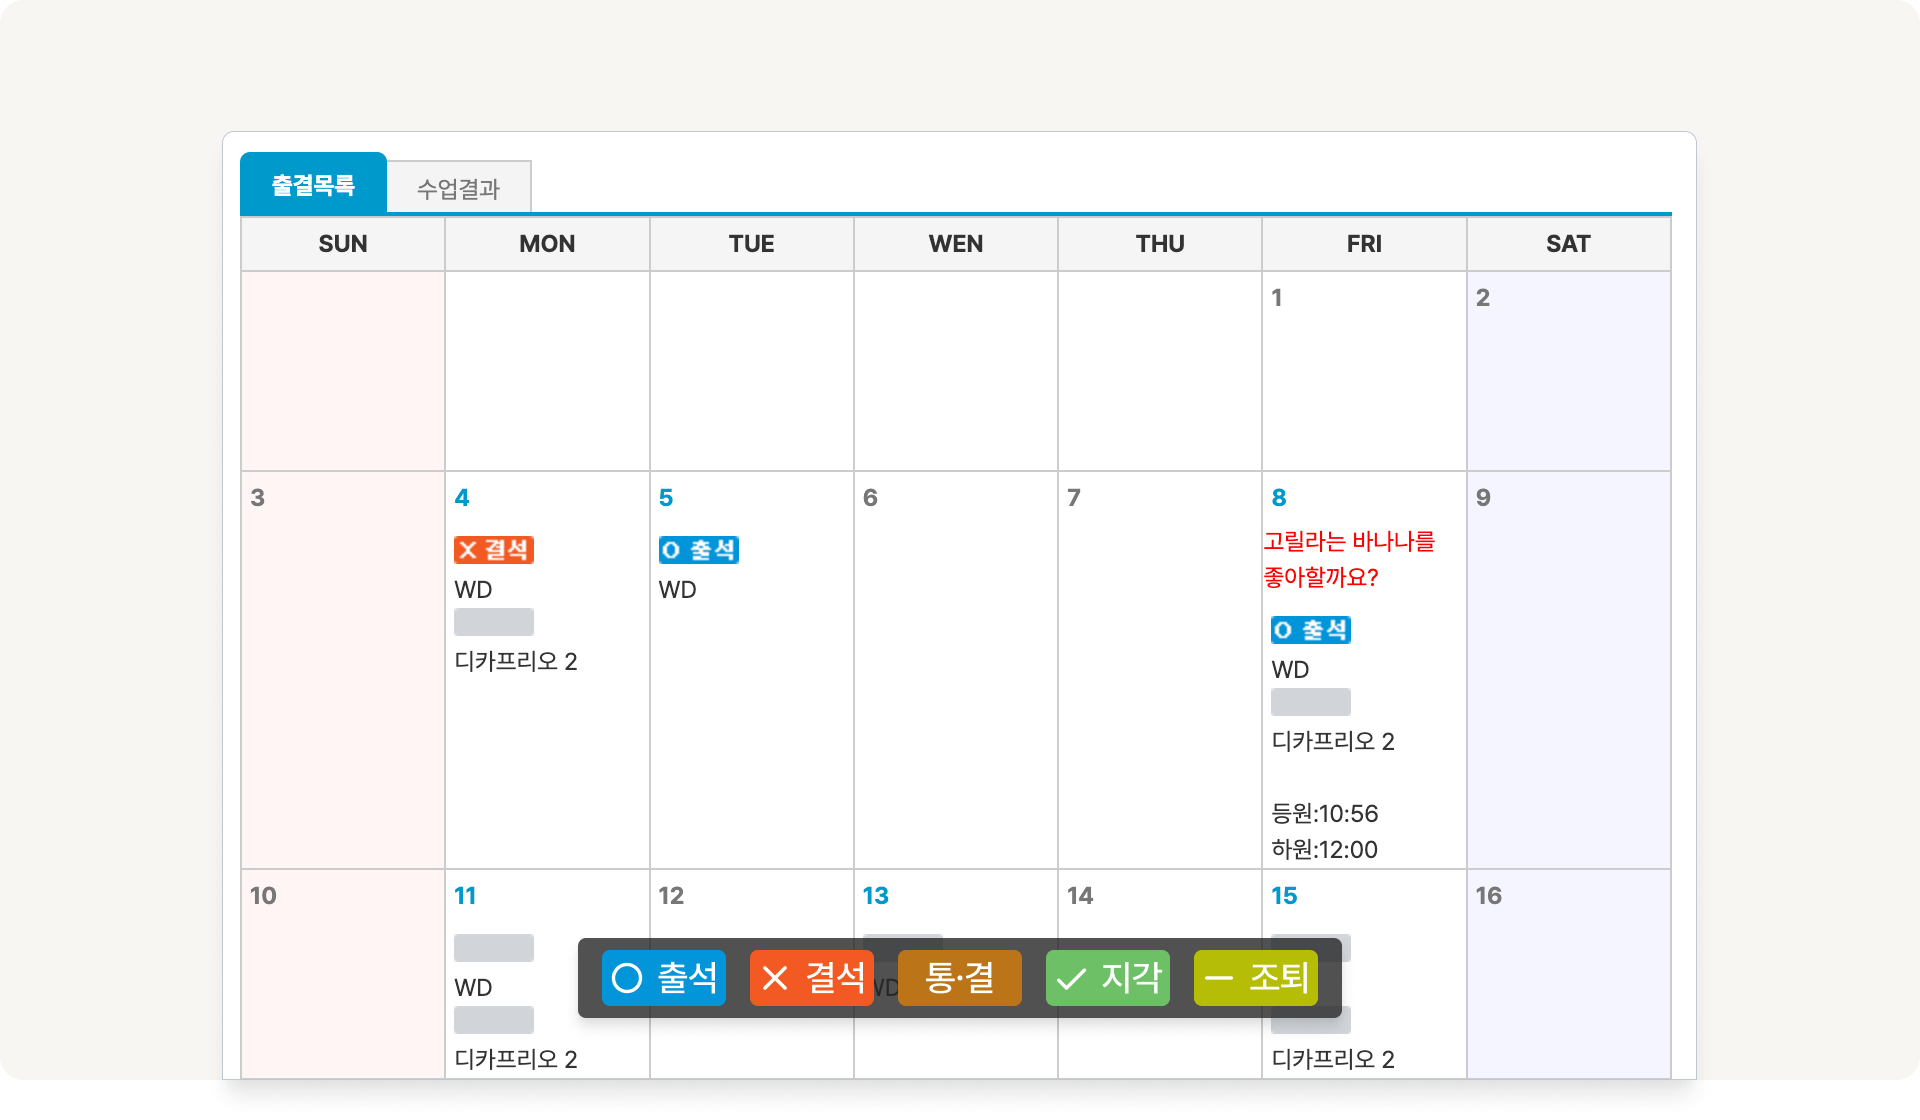 출결목록 수업결과
SUN MON TUE WEN THU FRI SAT
1 2
3 4 5 6 7 8 9
X 결석
WD
디카프리오 2
O 출석
WD
고릴라는 바나나를
좋아할까요?
O 출석
WD
디카프리오 2
등원:10:56
하원:12:00
10 11 12 13 14 15 16
WD
디카프리오 2
WD
디카프리오 2
출석 결석 통·결 지각 조퇴